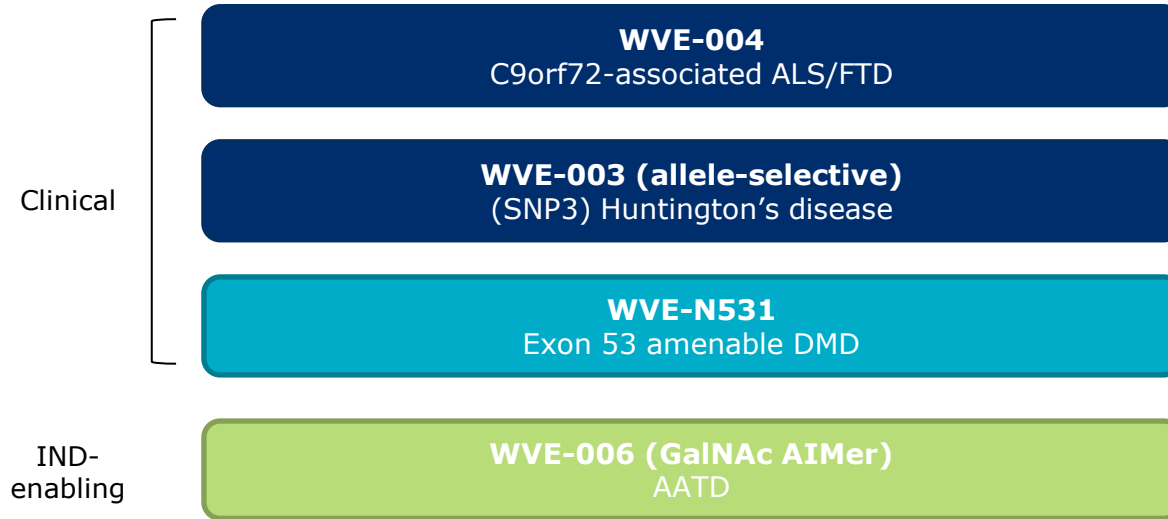 WVE-004
C9orf72-associated ALS/FTD
Clinical
WVE-003 (allele-selective)
(SNP3) Huntington’s disease
WVE-N531
Exon 53 amenable DMD
IND-
enabling
WVE-006 (GalNAc AIMer)
AATD